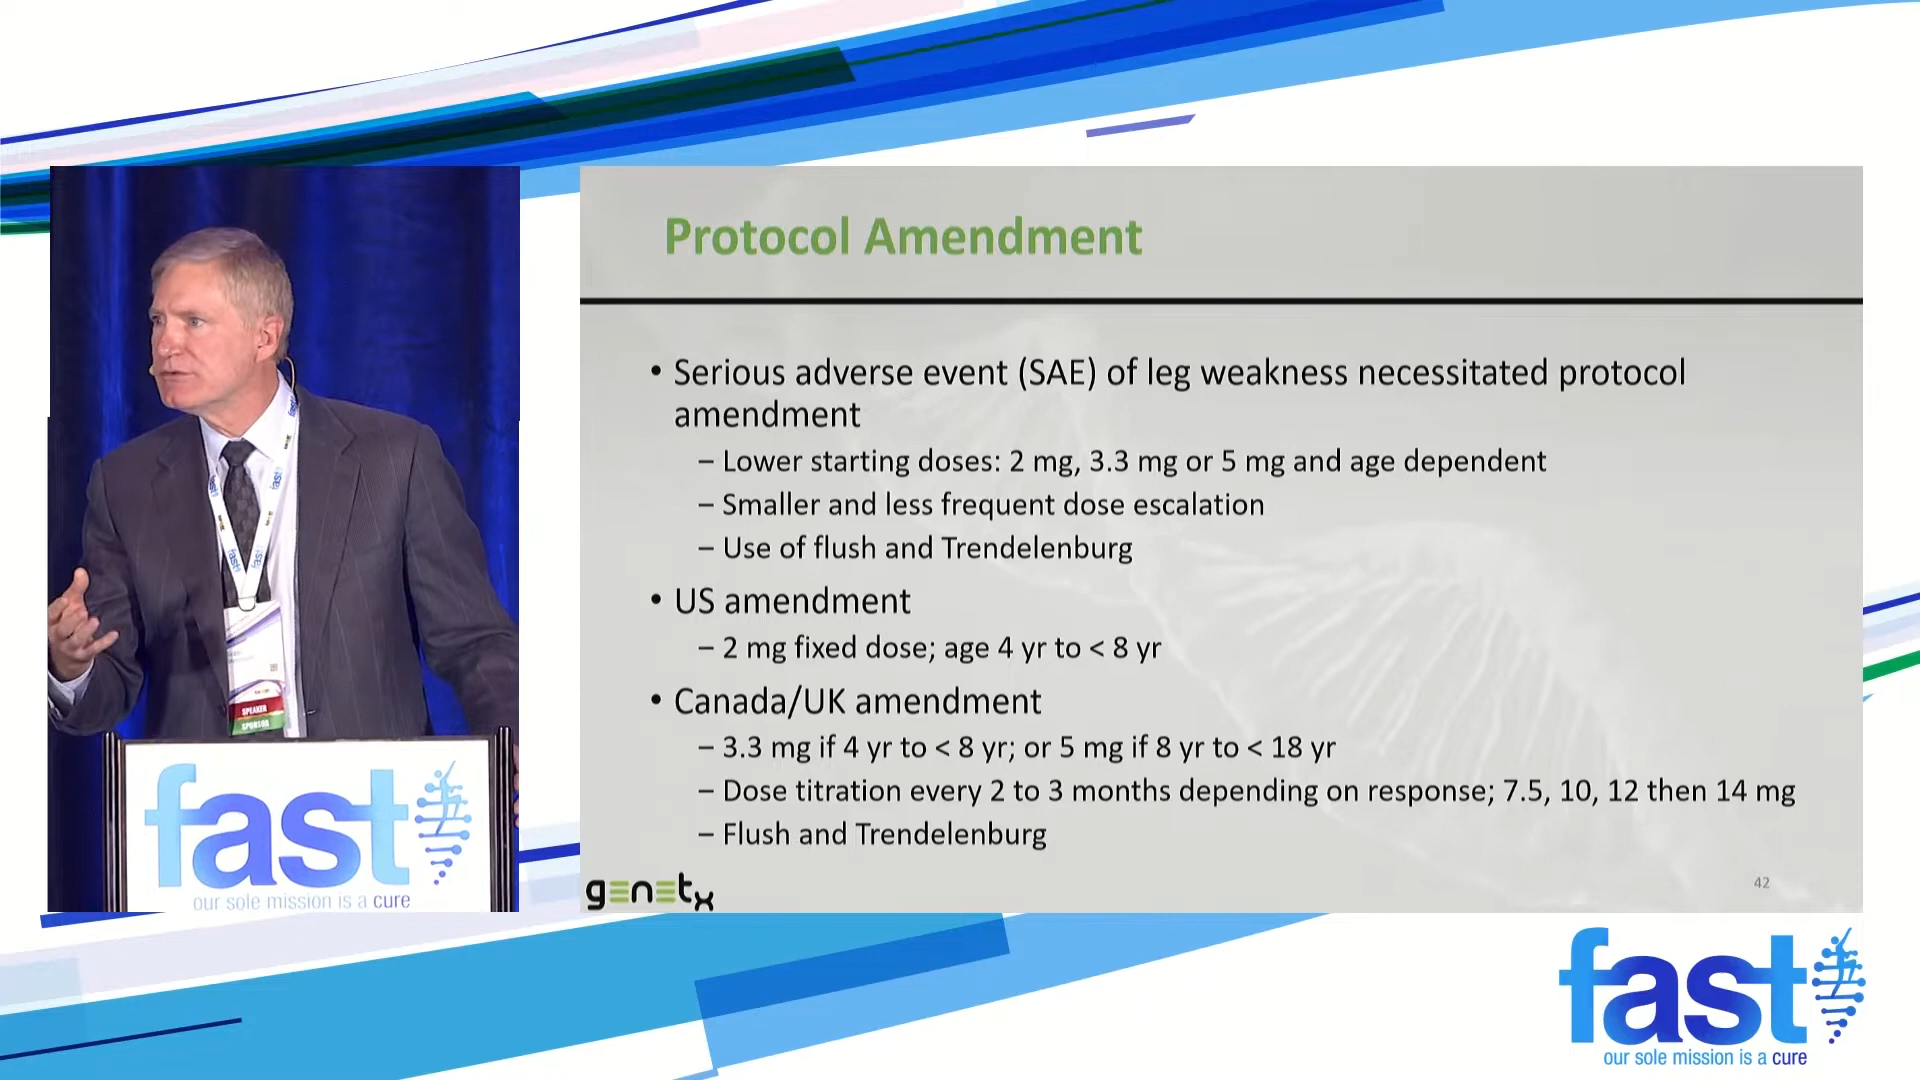 Protocol Amendment
• Serious adverse event (SAE) of leg weakness necessitated protocol
amendment
– Lower starting doses: 2 mg, 3.3 mg or 5 mg and age dependent
– Smaller and less frequent dose escalation
– Use of flush and Trendelenburg
• US amendment
– 2 mg fixed dose; age 4 yr to < 8 yr
• Canada/UK amendment
– 3.3 mg if 4 yr to < 8 yr; or 5 mg if 8 yr to < 18 yr
– Dose titration every 2 to 3 months depending on response; 7.5, 10, 12 then 14 mg
– Flush and Trendelenburg
genetx
42
SPEAKER
SPONSOR
fast
our sole mission is a cure
fast
our sole mission is a cure